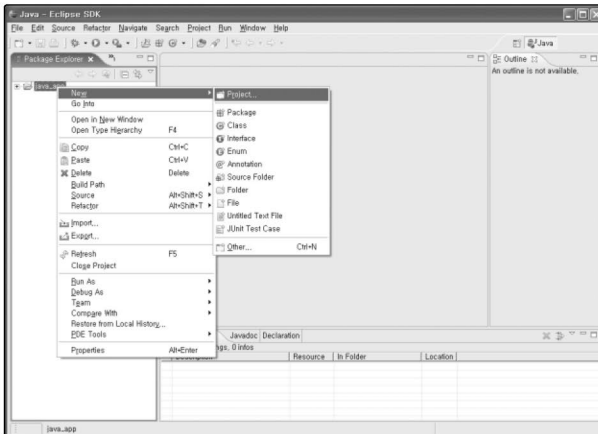 Java - Eclipse SDK
File Edit Source Refactor Navigate Search Project Run Window Help
Java
Package Explorer
Outline
An outline is not available.
java_app
New
Go Into
Open in New Window
Open Type Hierarchy F4
Copy Ctrl+C
Paste Ctrl+V
Delete Delete
Build Path
Source Alt+Shift+S
Refactor Alt+Shift+T
Import...
Export...
Refresh F5
Close Project
Run As
Debug As
Team
Compare With
Restore from Local History...
PDE Tools
Properties Alt+Enter
Project...
Package
Class
Interface
Enum
Annotation
Source Folder
Folder
File
Untitled Text File
JUnit Test Case
Other... Ctrl+N
Javadoc Declaration
ngs, 0 infos
Resource In Folder Location
java_app